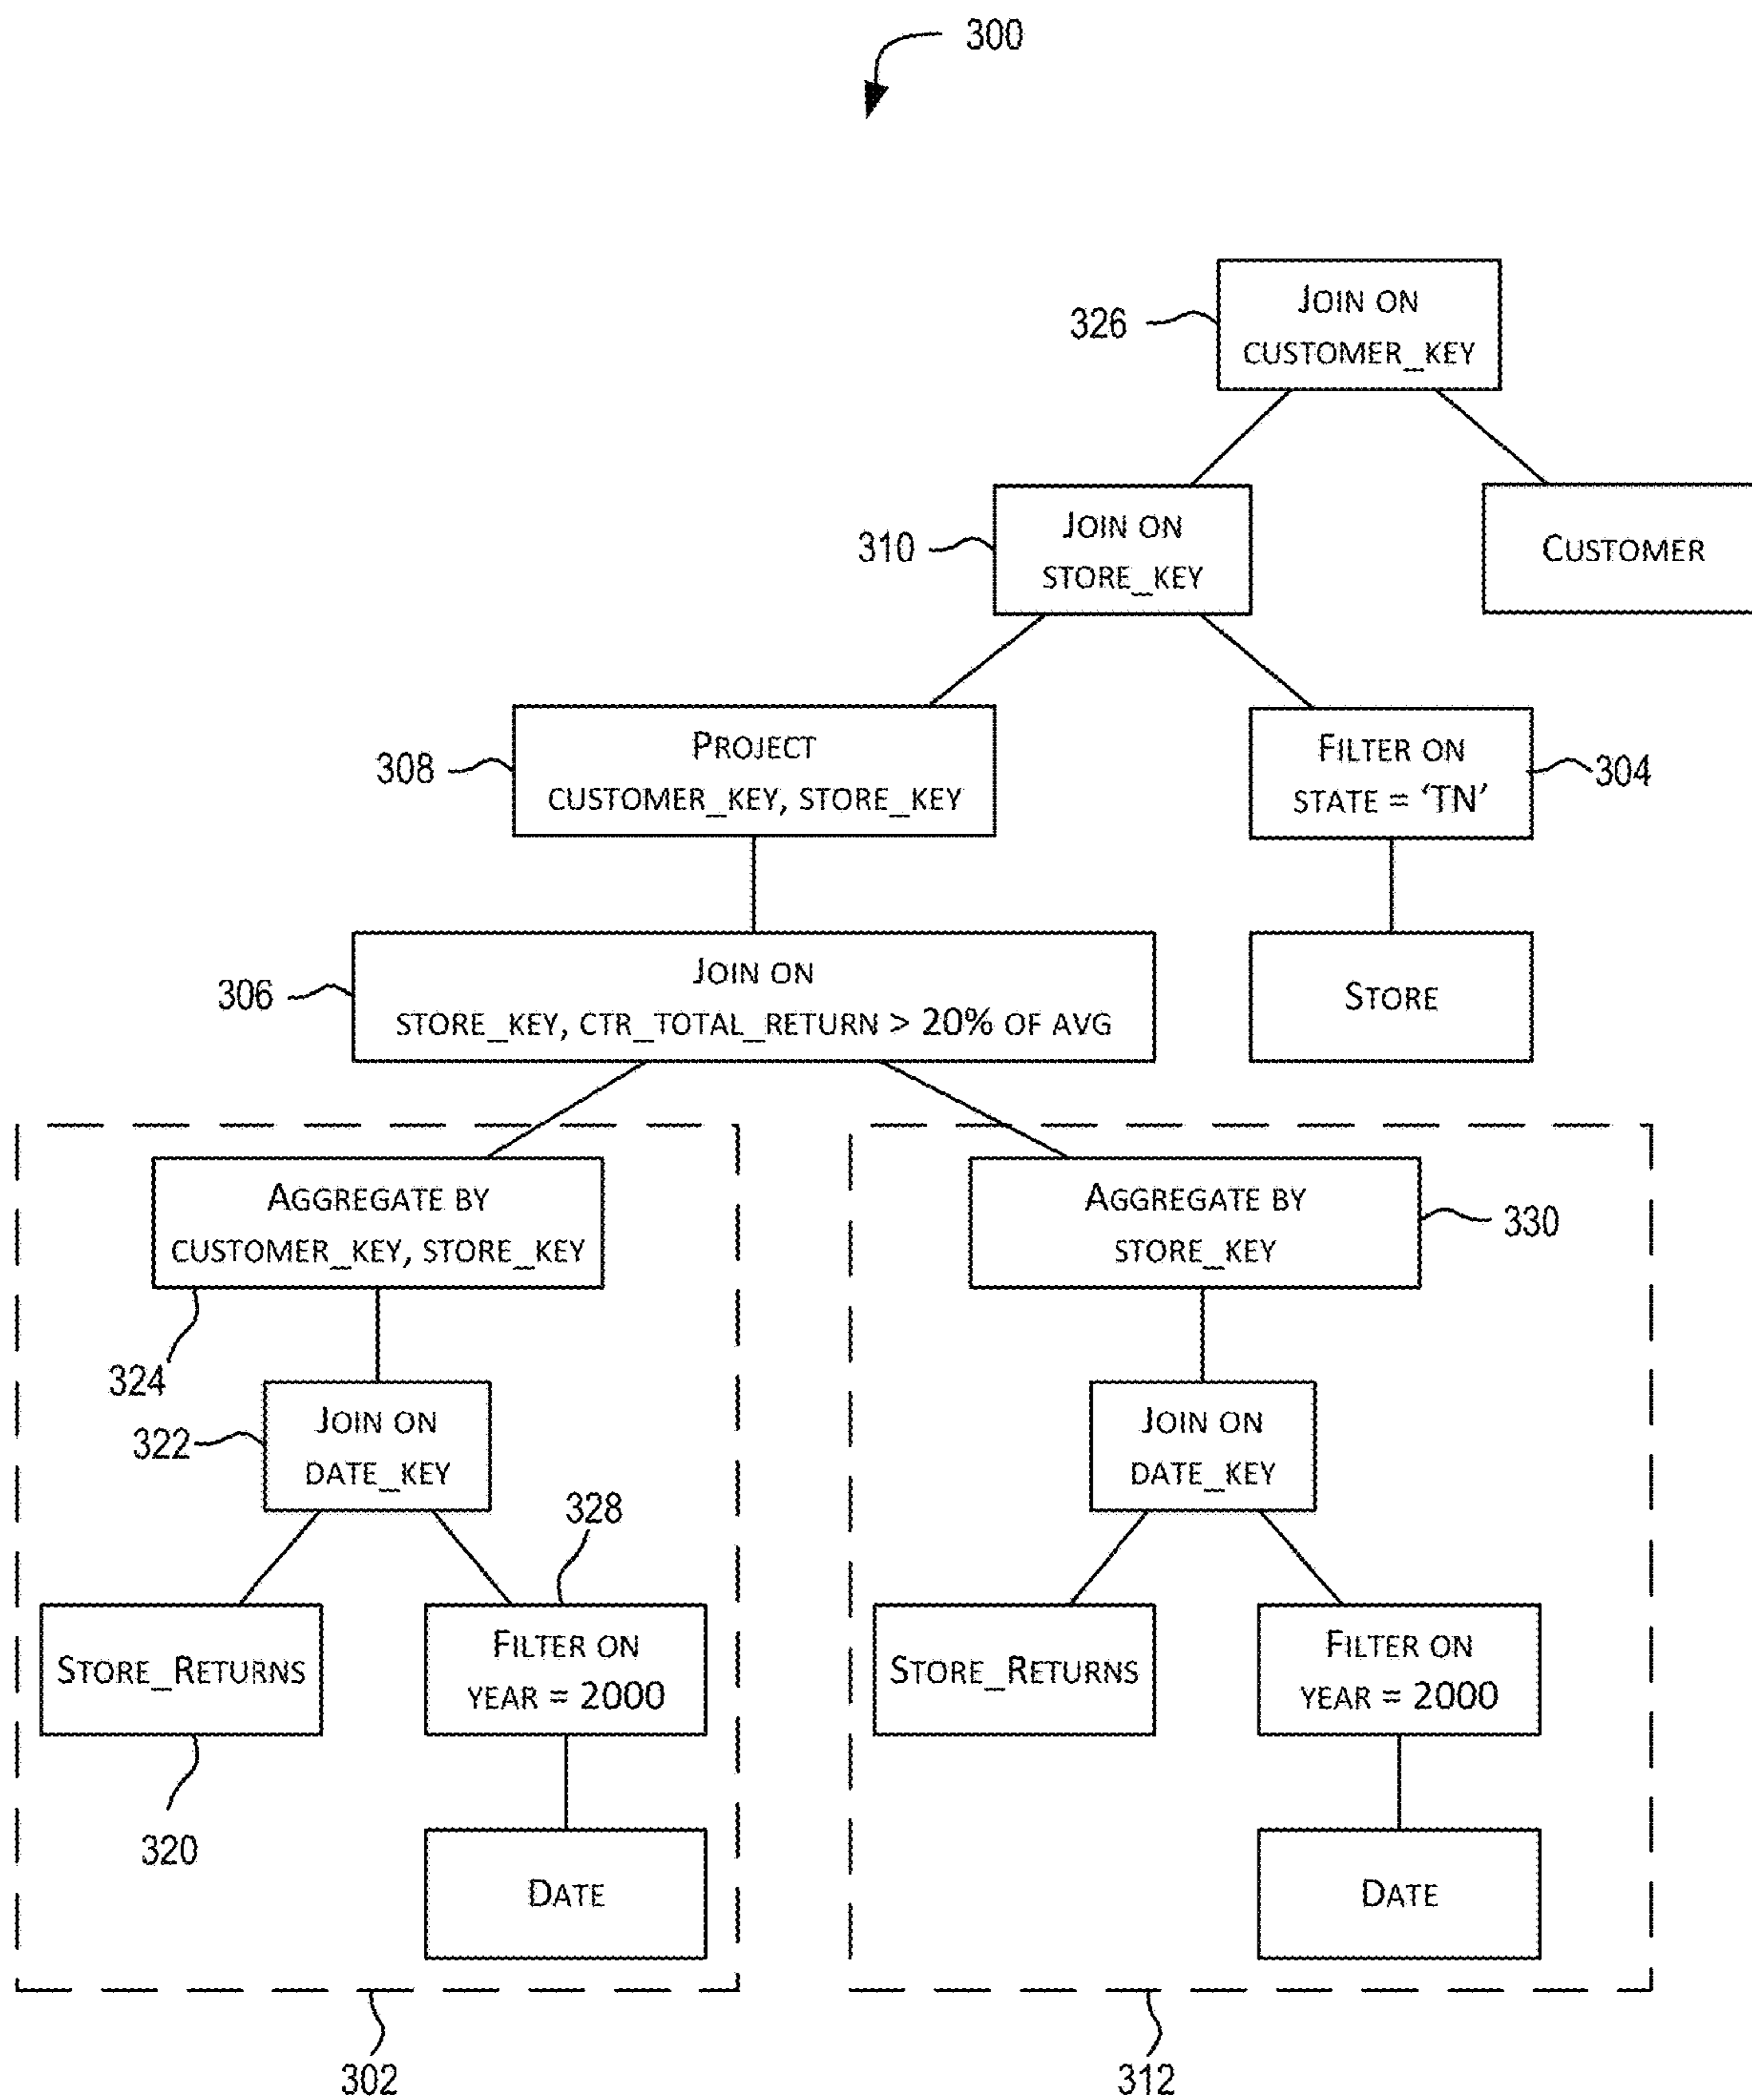 300
326
JOIN ON
CUSTOMER_KEY
310
JOIN ON
STORE_KEY
CUSTOMER
308
PROJECT
CUSTOMER_KEY, STORE_KEY
FILTER ON
STATE = ‘TN’
304
306
JOIN ON
STORE_KEY, CTR_TOTAL_RETURN > 20% OF AVG
STORE
AGGREGATE BY
CUSTOMER_KEY, STORE_KEY
324
AGGREGATE BY
STORE_KEY
330
322
JOIN ON
DATE_KEY
JOIN ON
DATE_KEY
328
STORE_RETURNS
320
FILTER ON
YEAR = 2000
STORE_RETURNS
FILTER ON
YEAR = 2000
DATE
DATE
302
312